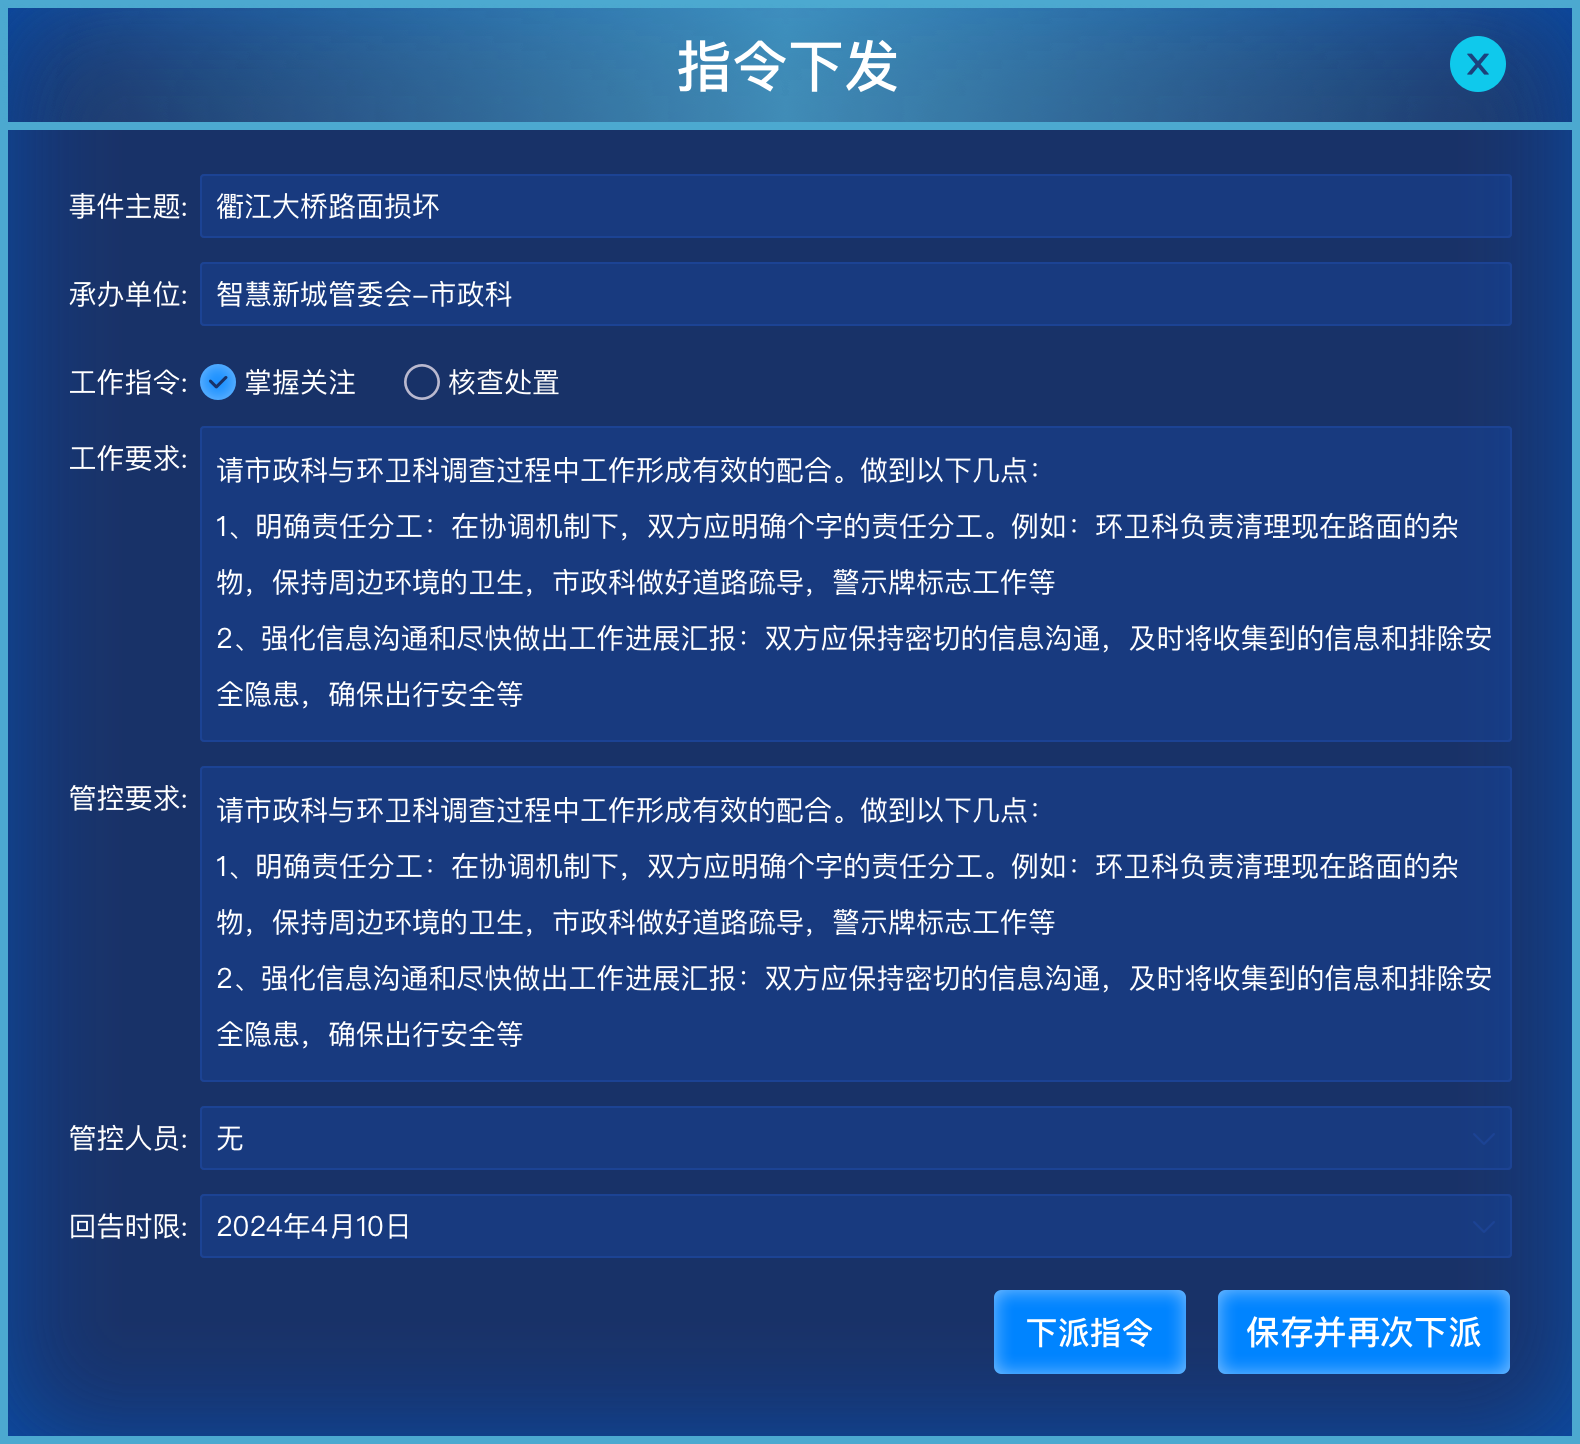 指令下发
X
事件主题:
衢江大桥路面损坏
承办单位:
智慧新城管委会–市政科
工作指令:
掌握关注
核查处置
工作要求:
请市政科与环卫科调查过程中工作形成有效的配合。做到以下几点：
1、明确责任分工：在协调机制下，双方应明确个字的责任分工。例如：环卫科负责清理现在路面的杂
物，保持周边环境的卫生，市政科做好道路疏导，警示牌标志工作等
2、强化信息沟通和尽快做出工作进展汇报：双方应保持密切的信息沟通，及时将收集到的信息和排除安
全隐患，确保出行安全等
管控要求:
请市政科与环卫科调查过程中工作形成有效的配合。做到以下几点：
1、明确责任分工：在协调机制下，双方应明确个字的责任分工。例如：环卫科负责清理现在路面的杂
物，保持周边环境的卫生，市政科做好道路疏导，警示牌标志工作等
2、强化信息沟通和尽快做出工作进展汇报：双方应保持密切的信息沟通，及时将收集到的信息和排除安
全隐患，确保出行安全等
管控人员:
无
回告时限:
2024年4月10日
下派指令
保存并再次下派